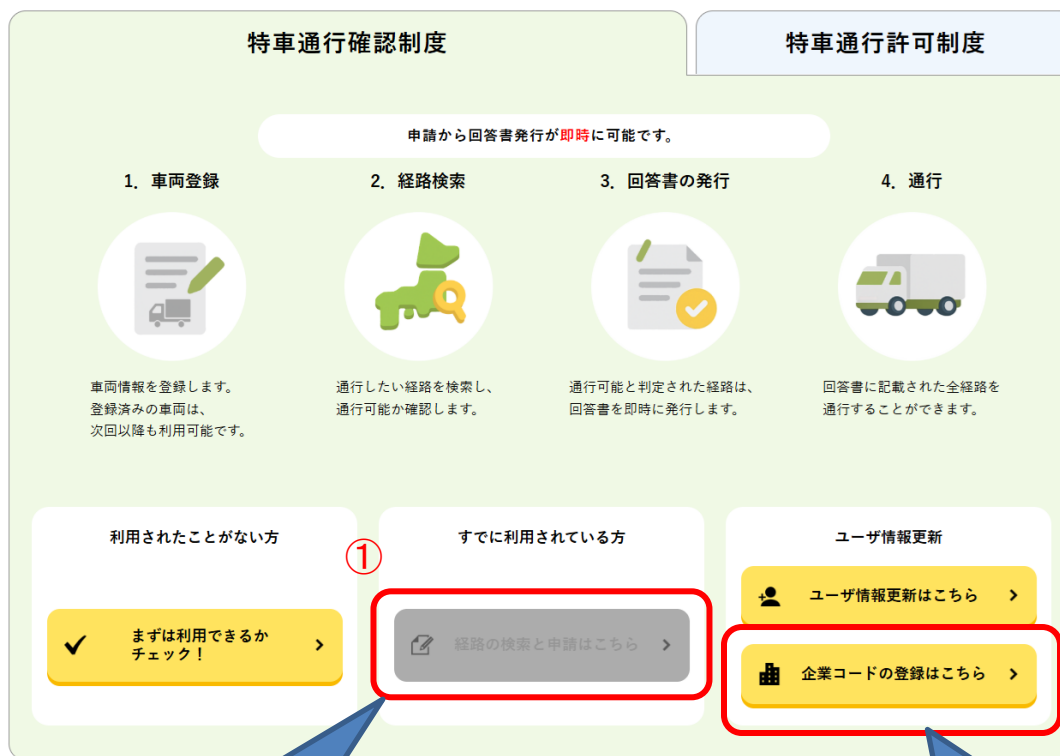 特車通行確認制度
特車通行許可制度
申請から回答書発行が即時に可能です。
1. 車両登録
2. 経路検索
3. 回答書の発行
4. 通行
車両情報を登録します。
登録済みの車両は、
次回以降も利用可能です。
通行したい経路を検索し、
通行可能か確認します。
通行可能と判定された経路は、
回答書を即時に発行します。
回答書に記載された全経路を
通行することができます。
利用されたことがない方
まずは利用できるか
チェック！
①
すでに利用されている方
経路の検索と申請はこちら
ユーザ情報更新
ユーザ情報更新はこちら
企業コードの登録はこちら